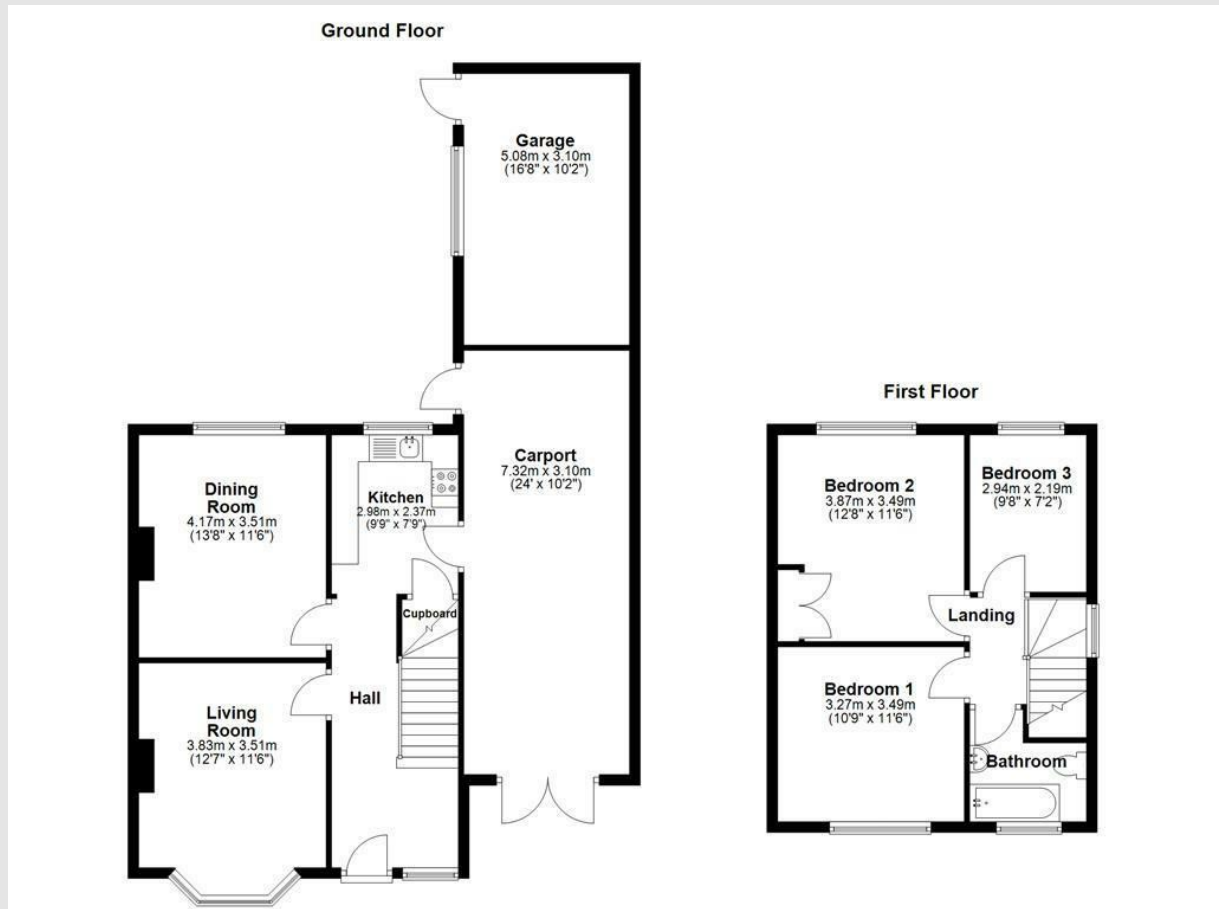 Ground Floor
Garage
5.08m x 3.10m
(16'8" x 10'2")
Carport
7.32m x 3.10m
(24' x 10'2")
Dining
Room
4.17m x 3.51m
(13'8" x 11'6")
Kitchen
2.98m x 2.37m
(9'9" x 7'9")
Cupboard
Hall
Living
Room
3.83m x 3.51m
(12'7" x 11'6")
First Floor
Bedroom 2
3.87m x 3.49m
(12'8" x 11'6")
Bedroom 3
2.94m x 2.19m
(9'8" x 7'2")
Landing
Bedroom 1
3.27m x 3.49m
(10'9" x 11'6")
Bathroom